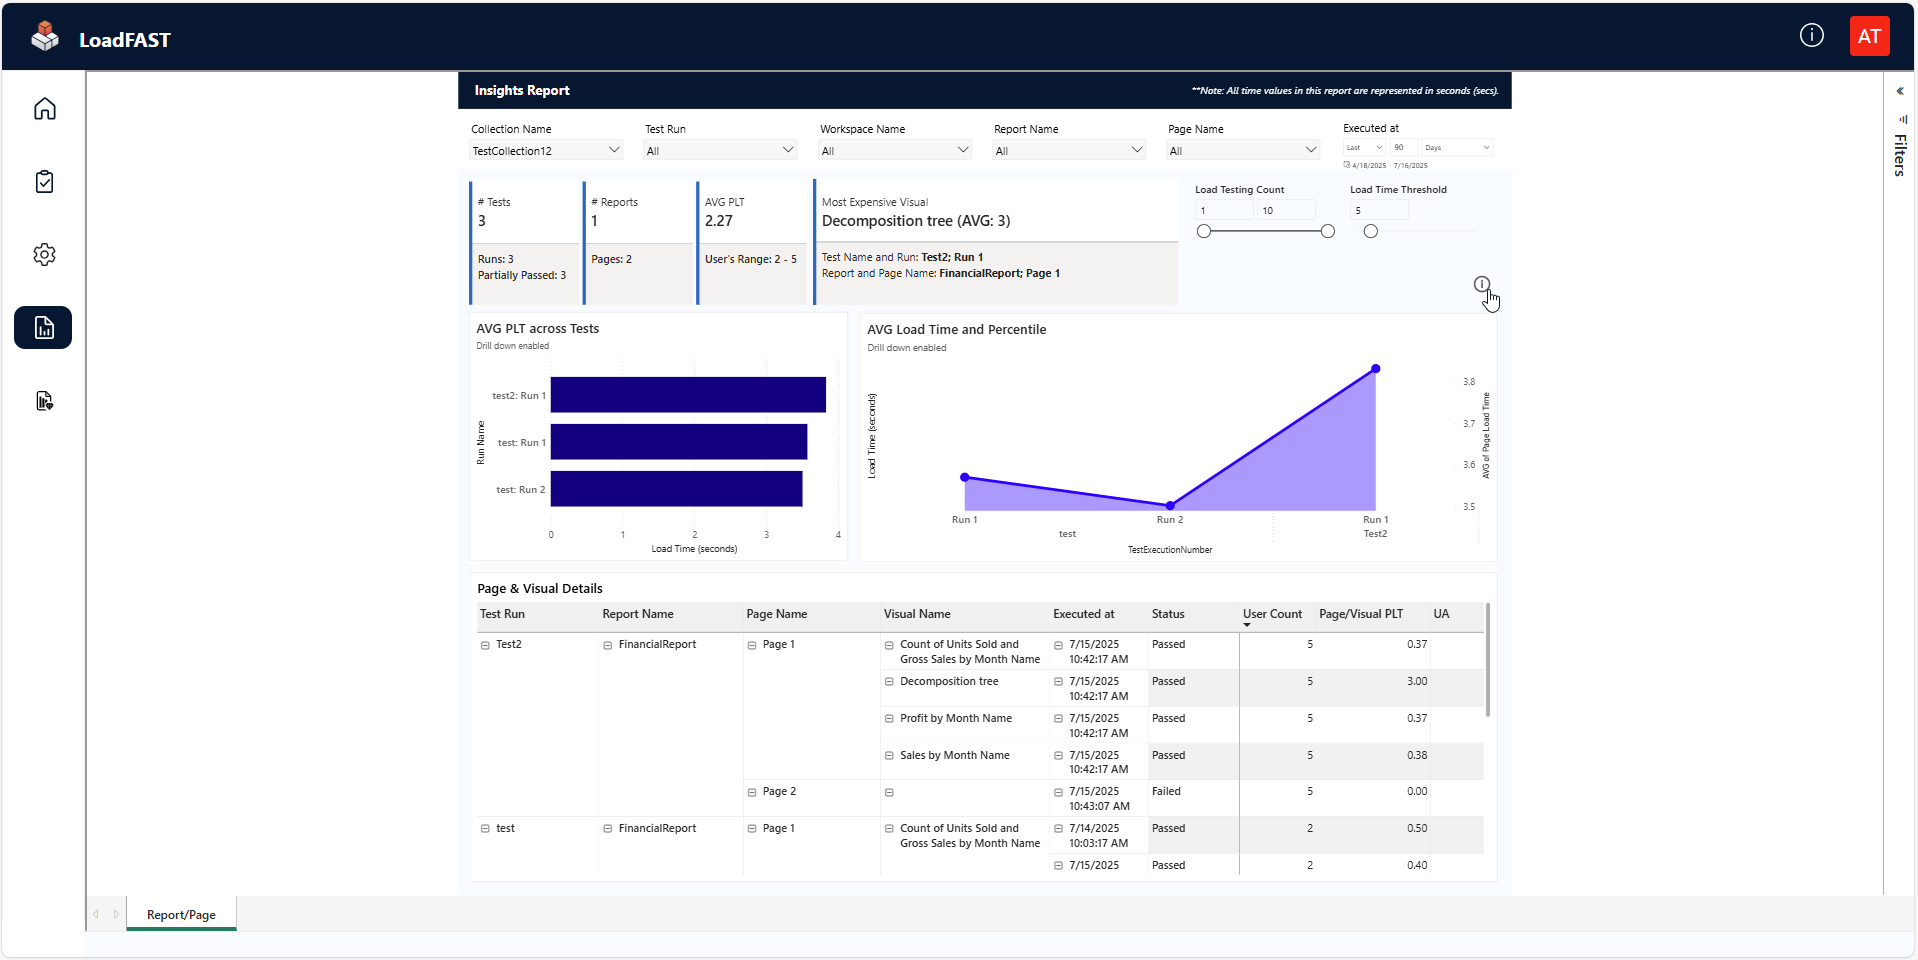 LoadFAST
AT
Insights Report
**Note: All time values in this report are represented in seconds (secs).
Collection Name
TestCollection12
Test Run
All
Workspace Name
All
Report Name
All
Page Name
All
Executed at
Last 90 Days
4/18/2025 - 7/16/2025
Filters
# Tests
3
Runs: 3
Partially Passed: 3
# Reports
1
Pages: 2
AVG PLT
2.27
User's Range: 2 - 5
Most Expensive Visual
Decomposition tree (AVG: 3)
Test Name and Run: Test2; Run 1
Report and Page Name: FinancialReport; Page 1
Load Testing Count
1 10
Load Time Threshold
5
AVG PLT across Tests
Drill down enabled
Run Name
test2: Run 1
test: Run 1
test: Run 2
0 1 2 3 4
Load Time (seconds)
AVG Load Time and Percentile
Drill down enabled
Load Time (seconds)
3.8
3.7
3.6
3.5
AVG of Page Load Time
Run 1 Run 2 Run 1
test Test2
TestExecutionNumber
Page & Visual Details
Test Run Report Name Page Name Visual Name Executed at Status User Count Page/Visual PLT UA
Test2 FinancialReport Page 1 Count of Units Sold and 7/15/2025 Passed 5 0.37
Gross Sales by Month Name 10:42:17 AM
Decomposition tree 7/15/2025 Passed 5 3.00
10:42:17 AM
Profit by Month Name 7/15/2025 Passed 5 0.37
10:42:17 AM
Sales by Month Name 7/15/2025 Passed 5 0.38
10:42:17 AM
Page 2 7/15/2025 Failed 5 0.00
10:43:07 AM
test FinancialReport Page 1 Count of Units Sold and 7/14/2025 Passed 2 0.50
Gross Sales by Month Name 10:03:17 AM
7/15/2025 Passed 2 0.40
Report/Page